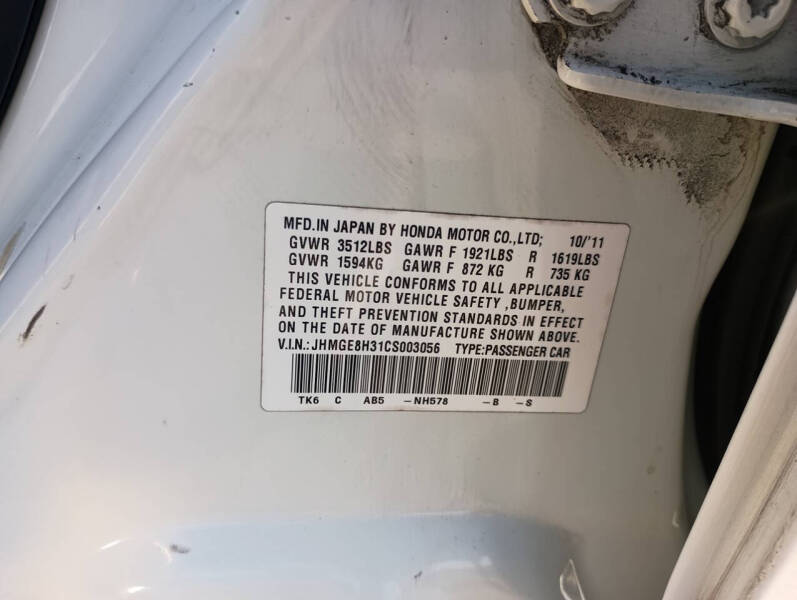 MFD.IN JAPAN BY HONDA MOTOR CO.,LTD; 10/'11
GVWR 3512LBS GAWR F 1921LBS R 1619LBS
GVWR 1594KG GAWR F 872 KG R 735 KG
THIS VEHICLE CONFORMS TO ALL APPLICABLE
FEDERAL MOTOR VEHICLE SAFETY ,BUMPER,
AND THEFT PREVENTION STANDARDS IN EFFECT
ON THE DATE OF MANUFACTURE SHOWN ABOVE.
V.I.N.: JHMGE8H31CS003056 TYPE:PASSENGER CAR
TK6 C AB5 -NH578 -B -S